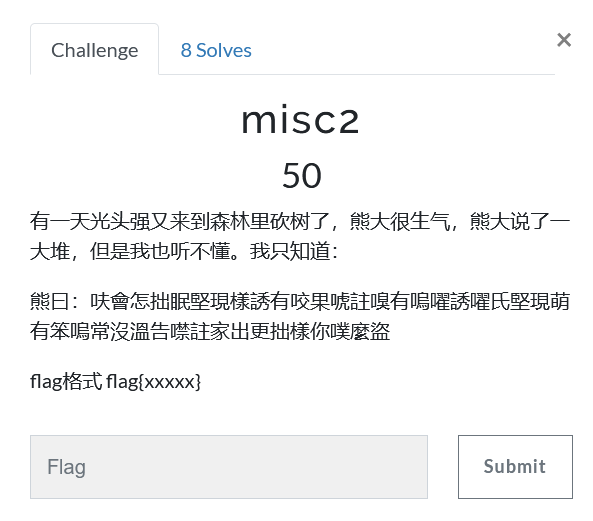 Challenge
8 Solves
×
misc2
50
有一天光头强又来到森林里砍树了，熊大很生气，熊大说了一
大堆，但是我也听不懂。我只知道：
熊曰：呋會怎拙眠堅現樣誘有咬果唬註嗅有嗚嚁誘嚁氏堅現萌
有笨嗚常沒溫告噤註家出更拙樣你噗麼盜
flag格式 flag{xxxxx}
Flag
Submit